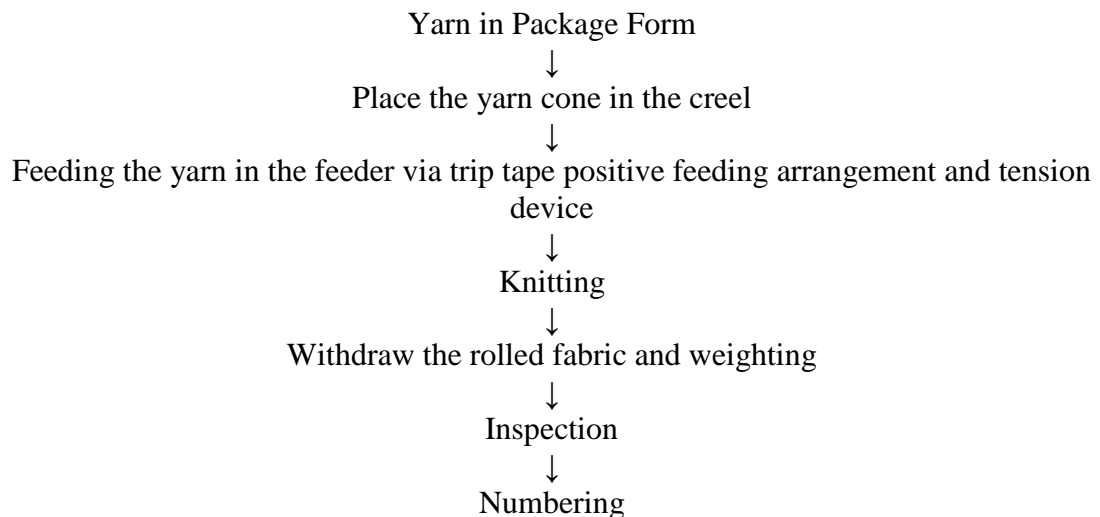 Yarn in Package Form
↓
Place the yarn cone in the creel
↓
Feeding the yarn in the feeder via trip tape positive feeding arrangement and tension
device
↓
Knitting
↓
Withdraw the rolled fabric and weighting
↓
Inspection
↓
Numbering